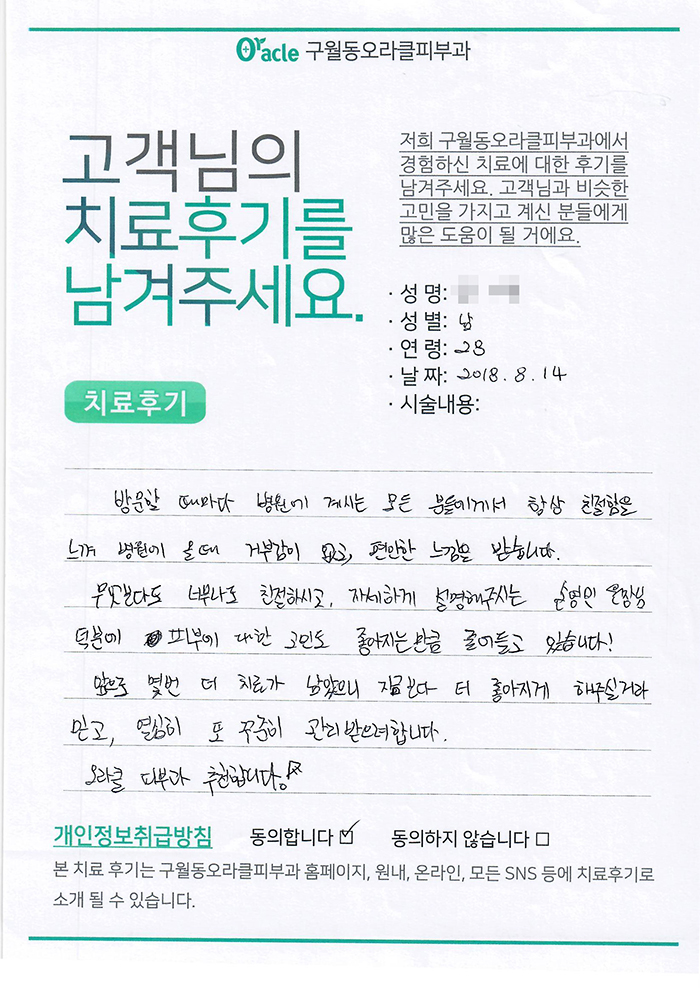 Oracle 구월동오라클피부과
고객님의
치료후기를
남겨주세요.
저희 구월동오라클피부과에서
경험하신 치료에 대한 후기를
남겨주세요. 고객님과 비슷한
고민을 가지고 계신 분들에게
많은 도움이 될 거에요.
· 성 명:
· 성 별: 남
· 연 령: 28
· 날 짜: 2018. 8. 14
· 시술내용:
치료후기
방문할 때마다 병원에 계시는 모든 분들에게서 항상 친절함을
느껴 병원에 올때 거부감이 없고, 편안한 느낌을 받습니다.
무엇보다도 너무나도 친절하시고, 자세하게 설명해주시는 원장님
덕분에 피부에 대한 고민도 좋아지는만큼 줄어들고 있습니다!
앞으로 몇번 더 치료가 남았으니 지금보다 더 좋아지게 해주실거라
믿고, 열심히 또 꾸준히 관리받으려합니다.
오라클 피부과 추천합니다!
개인정보취급방침 동의합니다 ☑ 동의하지 않습니다 □
본 치료 후기는 구월동오라클피부과 홈페이지, 원내, 온라인, 모든 SNS 등에 치료후기로
소개 될 수 있습니다.